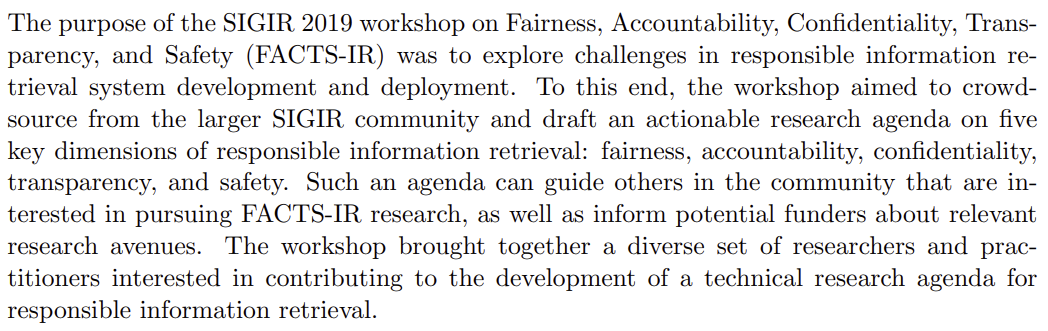 The purpose of the SIGIR 2019 workshop on Fairness, Accountability, Confidentiality, Trans-
parency, and Safety (FACTS-IR) was to explore challenges in responsible information re-
trieval system development and deployment. To this end, the workshop aimed to crowd-
source from the larger SIGIR community and draft an actionable research agenda on five
key dimensions of responsible information retrieval: fairness, accountability, confidentiality,
transparency, and safety. Such an agenda can guide others in the community that are in-
terested in pursuing FACTS-IR research, as well as inform potential funders about relevant
research avenues. The workshop brought together a diverse set of researchers and prac-
titioners interested in contributing to the development of a technical research agenda for
responsible information retrieval.